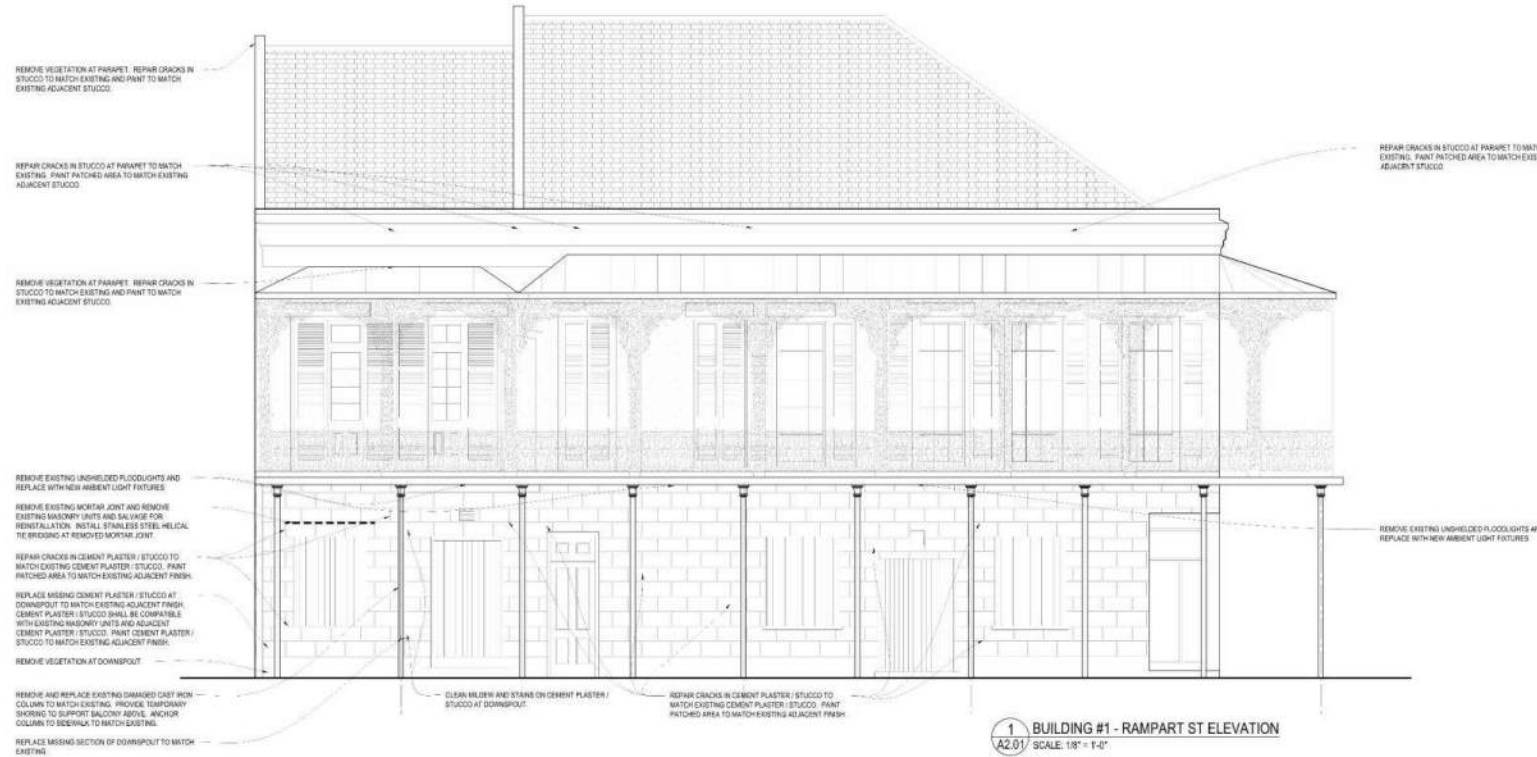 REMOVE VEGETATION AT PARAPET. REPAIR CRACKS IN
STUCCO TO MATCH EXISTING AND PAINT TO MATCH
EXISTING ADJACENT STUCCO.
REPAIR CRACKS IN STUCCO AT PARAPET TO MATCH
EXISTING. PAINT PATCHED AREA TO MATCH EXISTING
ADJACENT STUCCO.
REMOVE VEGETATION AT PARAPET. REPAIR CRACKS IN
STUCCO TO MATCH EXISTING AND PAINT TO MATCH
EXISTING ADJACENT STUCCO.
REMOVE EXISTING UNSHIELDED FLOODLIGHTS AND
REPLACE WITH NEW AMBIENT LIGHT FIXTURES
REMOVE EXISTING MORTAR JOINT AND REMOVE
EXISTING MASONRY UNITS AND SALVAGE FOR
REINSTALLATION. INSTALL STAINLESS STEEL HELICAL
TIE BRIDGING AT REMOVED MORTAR JOINT.
REPAIR CRACKS IN CEMENT PLASTER / STUCCO TO
MATCH EXISTING CEMENT PLASTER / STUCCO. PAINT
PATCHED AREA TO MATCH EXISTING ADJACENT FINISH.
REPLACE MISSING CEMENT PLASTER / STUCCO AT
DOWNSPOUT TO MATCH EXISTING ADJACENT FINISH.
CEMENT PLASTER / STUCCO SHALL BE COMPATIBLE
WITH EXISTING MASONRY UNITS AND ADJACENT
CEMENT PLASTER / STUCCO. PAINT CEMENT PLASTER /
STUCCO TO MATCH EXISTING ADJACENT FINISH.
REMOVE VEGETATION AT DOWNSPOUT
REMOVE AND REPLACE EXISTING DAMAGED CAST IRON
COLUMN TO MATCH EXISTING. PROVIDE TEMPORARY
SHORING TO SUPPORT BALCONY ABOVE. ANCHOR
COLUMN TO SIDEWALK TO MATCH EXISTING.
REPLACE MISSING SECTION OF DOWNSPOUT TO MATCH
EXISTING
CLEAN MILDEW AND STAINS ON CEMENT PLASTER /
STUCCO AT DOWNSPOUT.
REPAIR CRACKS IN CEMENT PLASTER / STUCCO TO
MATCH EXISTING CEMENT PLASTER / STUCCO. PAINT
PATCHED AREA TO MATCH EXISTING ADJACENT FINISH
REPAIR CRACKS IN STUCCO AT PARAPET TO MAT
EXISTING. PAINT PATCHED AREA TO MATCH EXIS
ADJACENT STUCCO.
REMOVE EXISTING UNSHIELDED FLOODLIGHTS A
REPLACE WITH NEW AMBIENT LIGHT FIXTURES
1 BUILDING #1 - RAMPART ST ELEVATION
A2.01 SCALE: 1/8" = 1'-0"